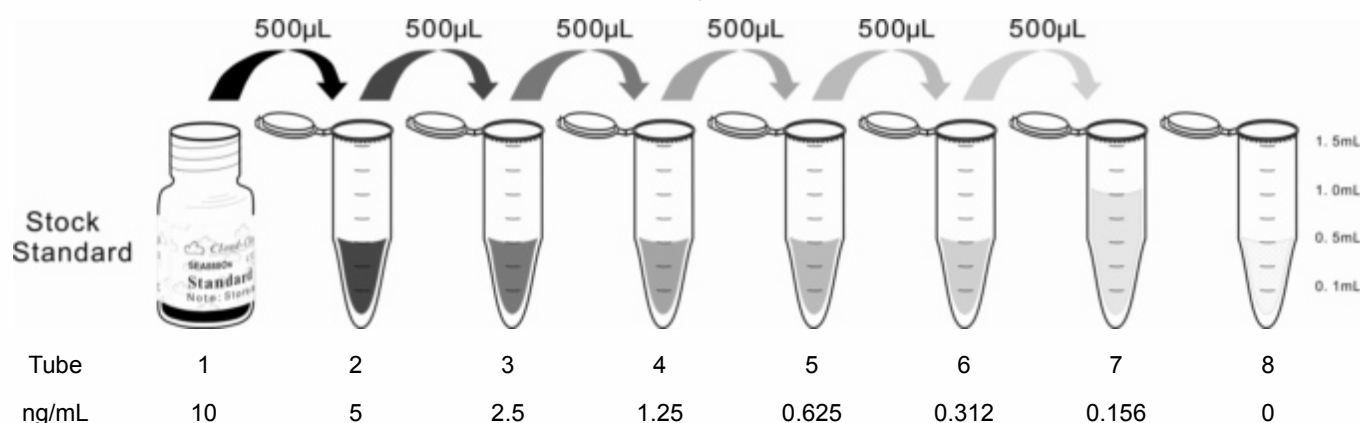 500μL 500μL 500μL 500μL 500μL 500μL
1. 5mL
1. 0mL
Stock
Standard
0. 5mL
0. 1mL
Standard
Tube 1 2 3 4 5 6 7 8
ng/mL 10 5 2.5 1.25 0.625 0.312 0.156 0